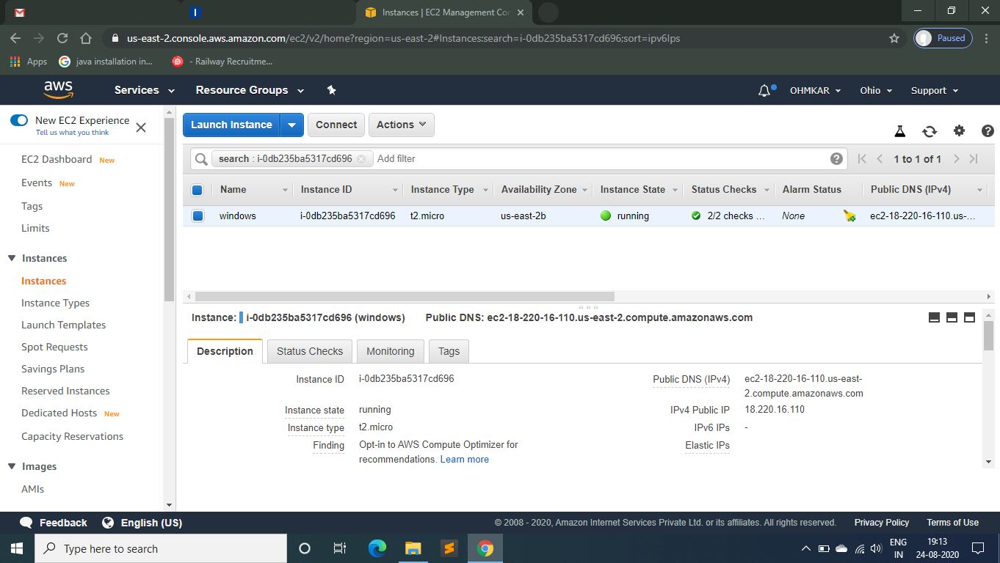 Instances | EC2 Management Cor
us-east-2.console.aws.amazon.com/ec2/v2/home?region=us-east-2#Instances:search=i-0db235ba5317cd696;sort=ipv6Ips
Paused
Apps
java installation in...
- Railway Recruitme...
aws
Services
Resource Groups
OHMKAR
Ohio
Support
New EC2 Experience
Tell us what you think
EC2 Dashboard New
Events New
Tags
Limits
Instances
Instances
Instance Types
Launch Templates
Spot Requests
Savings Plans
Reserved Instances
Dedicated Hosts New
Capacity Reservations
Images
AMIs
Launch Instance
Connect
Actions
search : i-0db235ba5317cd696
Add filter
1 to 1 of 1
Name Instance ID Instance Type Availability Zone Instance State Status Checks Alarm Status Public DNS (IPv4)
windows i-0db235ba5317cd696 t2.micro us-east-2b running 2/2 checks ... None ec2-18-220-16-110.us-...
Instance: i-0db235ba5317cd696 (windows) Public DNS: ec2-18-220-16-110.us-east-2.compute.amazonaws.com
Description
Status Checks
Monitoring
Tags
Instance ID i-0db235ba5317cd696
Instance state running
Instance type t2.micro
Finding Opt-in to AWS Compute Optimizer for
recommendations. Learn more
Public DNS (IPv4) ec2-18-220-16-110.us-east-
2.compute.amazonaws.com
IPv4 Public IP 18.220.16.110
IPv6 IPs -
Elastic IPs
Feedback
English (US)
© 2008 - 2020, Amazon Internet Services Private Ltd. or its affiliates. All rights reserved.
Privacy Policy
Terms of Use
Type here to search
ENG
IN
19:13
24-08-2020